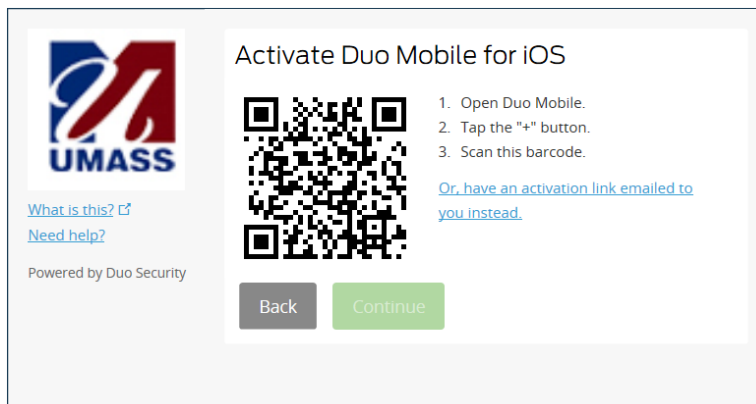 UMASS
What is this?
Need help?
Powered by Duo Security
Activate Duo Mobile for iOS
1. Open Duo Mobile.
2. Tap the "+" button.
3. Scan this barcode.
Or, have an activation link emailed to
you instead.
Back
Continue